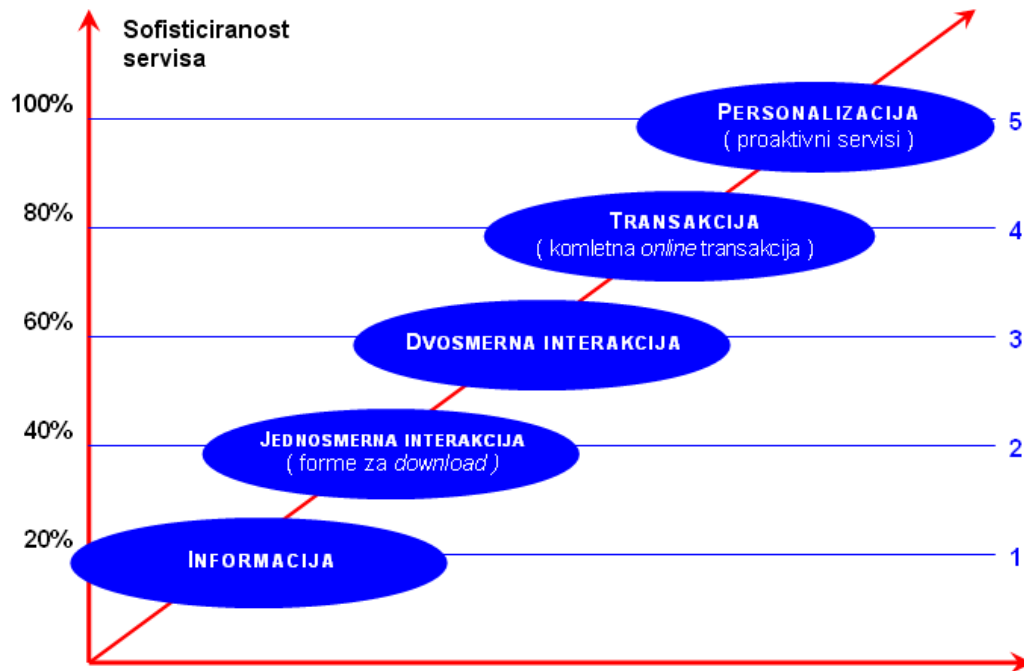 Sofisticiranost
servisa
100%
PERSONALIZACIJA
( proaktivni servisi )
5
80%
TRANSAKCIJA
( komletna online transakcija )
4
60%
DVOSMERNA INTERAKCIJA
3
40%
JEDNOSMERNA INTERAKCIJA
( forme za download )
2
20%
INFORMACIJA
1